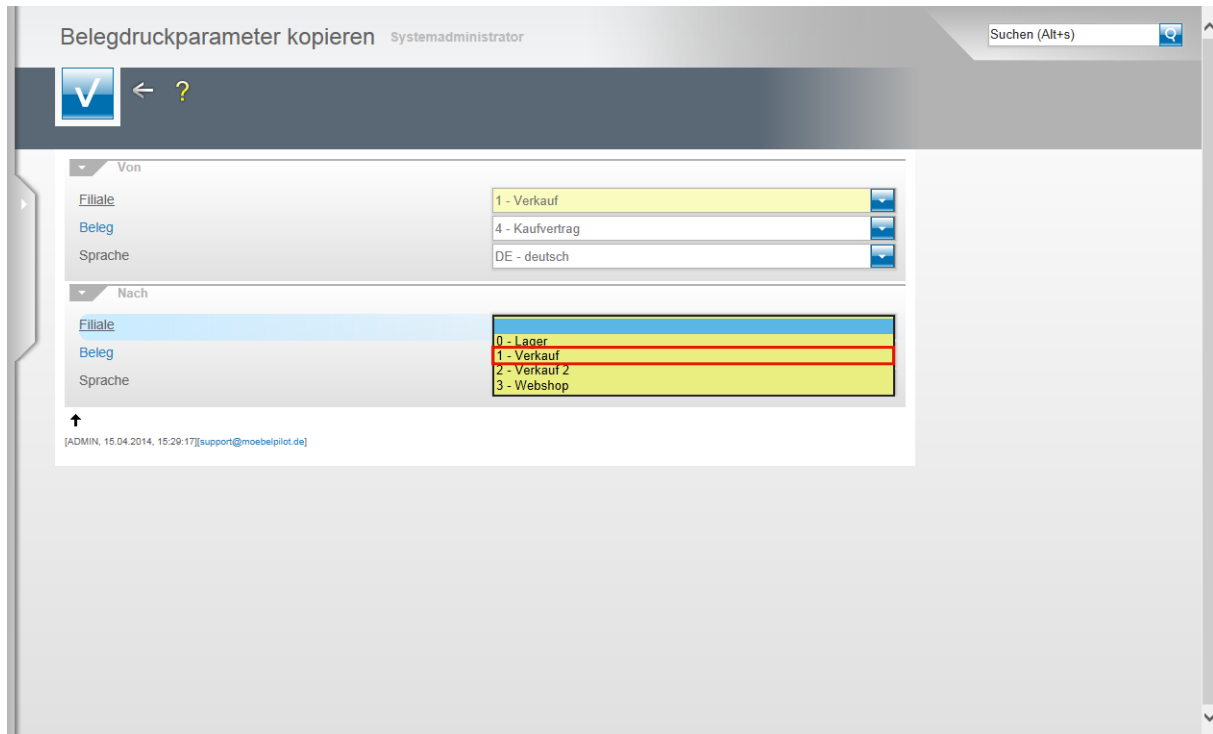 Belegdruckparameter kopieren Systemadministrator
Suchen (Alt+s)
?
Von
Filiale 1 - Verkauf
Beleg 4 - Kaufvertrag
Sprache DE - deutsch
Nach
Filiale
0 - Lager
Beleg 1 - Verkauf
2 - Verkauf 2
Sprache 3 - Webshop
[ADMIN, 15.04.2014, 15:29:17][support@moebelpilot.de]